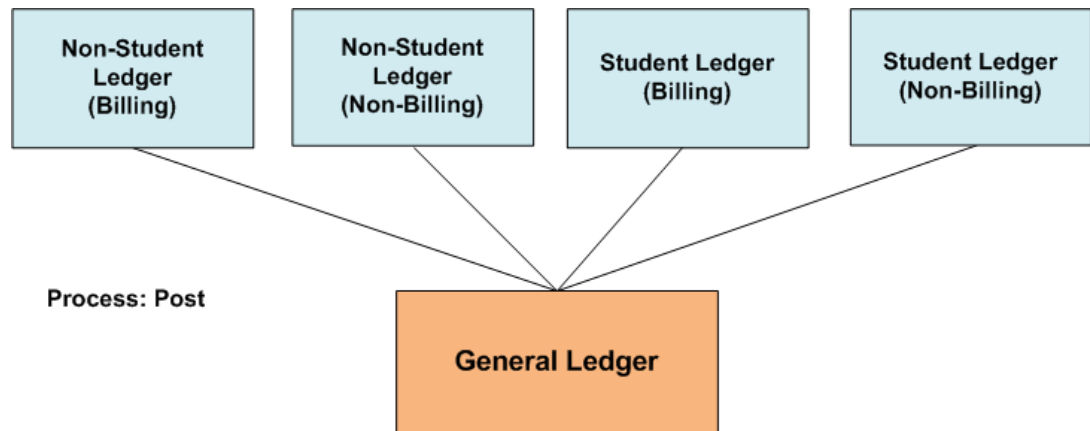 Non-Student
Ledger
(Billing)
Non-Student
Ledger
(Non-Billing)
Student Ledger
(Billing)
Student Ledger
(Non-Billing)
Process: Post
General Ledger